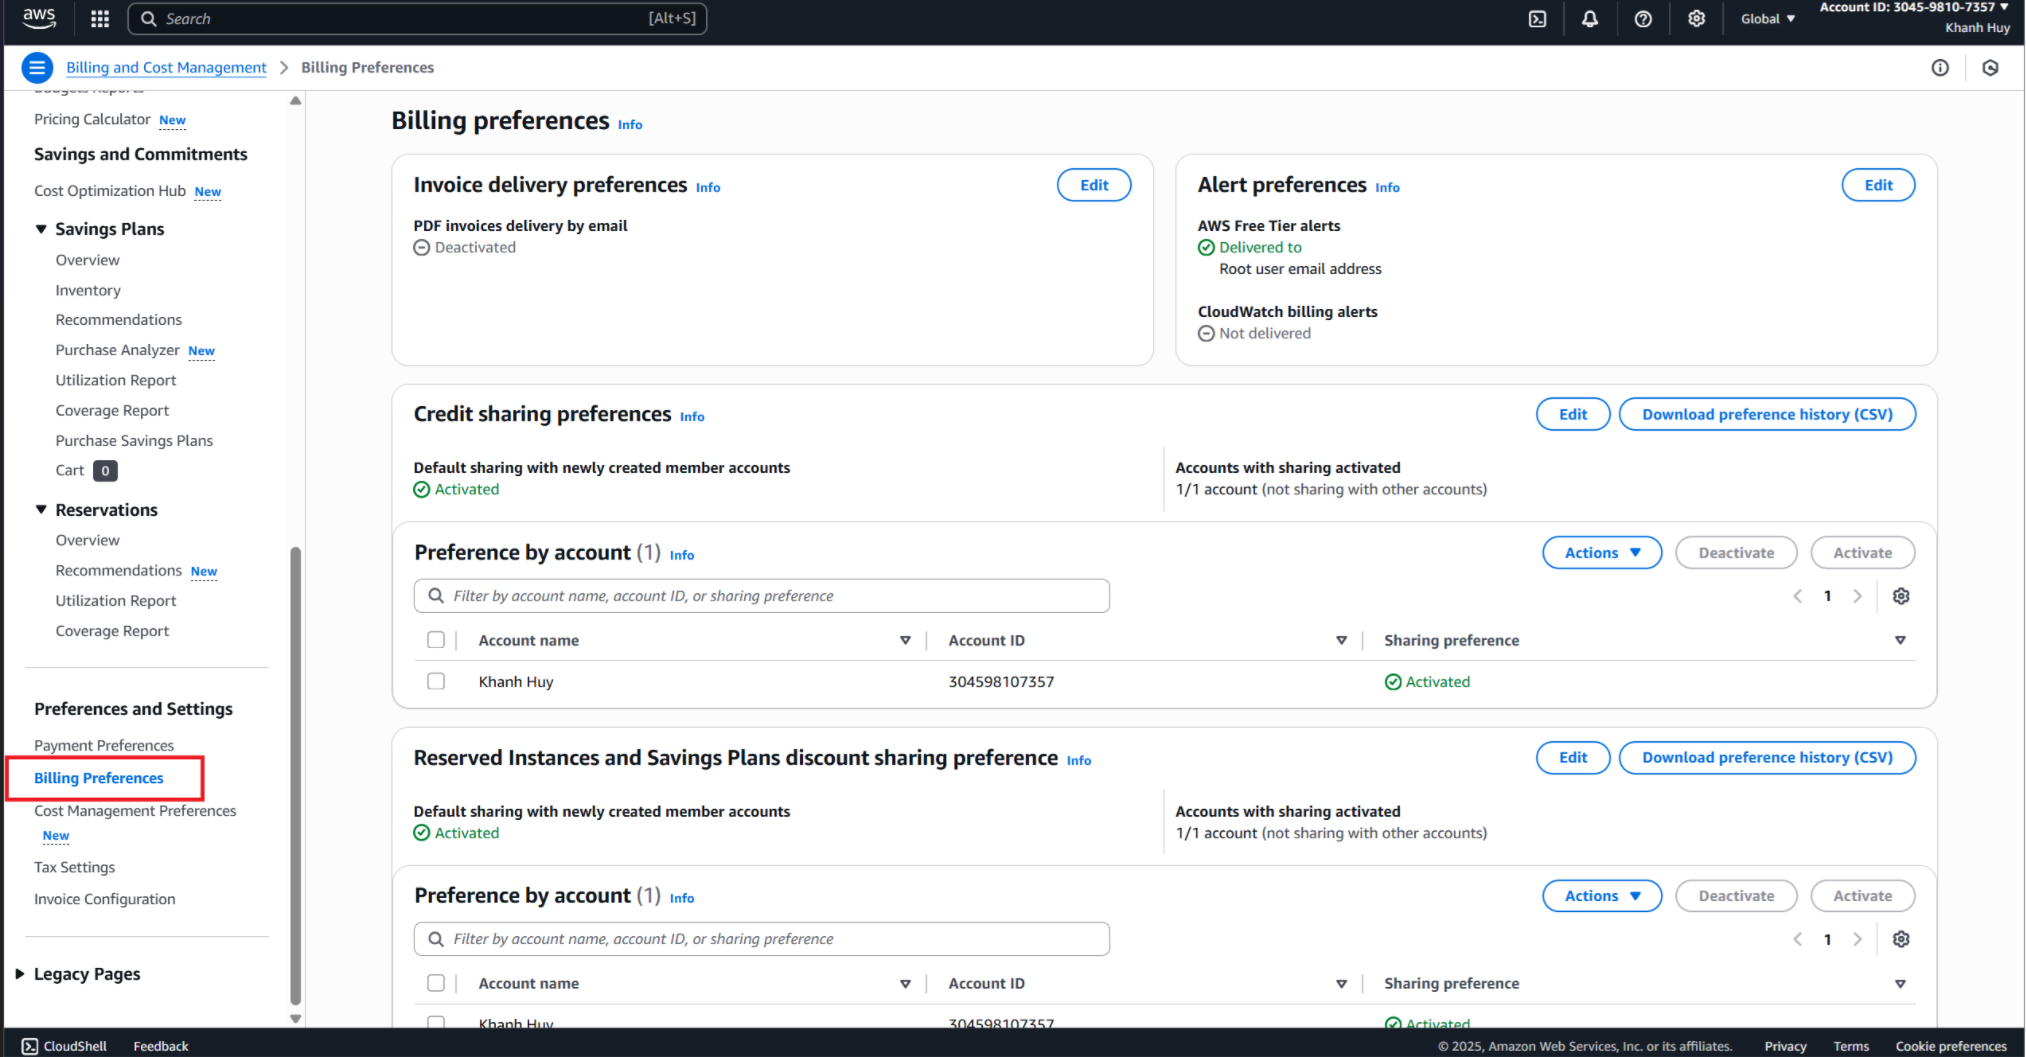 aws
Search [Alt+S]
Global
Account ID: 3045-9810-7357
Khanh Huy
Billing and Cost Management > Billing Preferences
Budgets Reports
Pricing Calculator New
Savings and Commitments
Cost Optimization Hub New
Savings Plans
Overview
Inventory
Recommendations
Purchase Analyzer New
Utilization Report
Coverage Report
Purchase Savings Plans
Cart 0
Reservations
Overview
Recommendations New
Utilization Report
Coverage Report
Preferences and Settings
Payment Preferences
Billing Preferences
Cost Management Preferences
New
Tax Settings
Invoice Configuration
Legacy Pages
Billing preferences Info
Invoice delivery preferences Info
Edit
PDF invoices delivery by email
Deactivated
Alert preferences Info
Edit
AWS Free Tier alerts
Delivered to
Root user email address
CloudWatch billing alerts
Not delivered
Credit sharing preferences Info
Edit
Download preference history (CSV)
Default sharing with newly created member accounts
Activated
Accounts with sharing activated
1/1 account (not sharing with other accounts)
Preference by account (1) Info
Actions
Deactivate
Activate
Filter by account name, account ID, or sharing preference
1
Account name Account ID Sharing preference
Khanh Huy 304598107357 Activated
Reserved Instances and Savings Plans discount sharing preference Info
Edit
Download preference history (CSV)
Default sharing with newly created member accounts
Activated
Accounts with sharing activated
1/1 account (not sharing with other accounts)
Preference by account (1) Info
Actions
Deactivate
Activate
Filter by account name, account ID, or sharing preference
1
Account name Account ID Sharing preference
Khanh Huy 304598107357 Activated
CloudShell Feedback
© 2025, Amazon Web Services, Inc. or its affiliates. Privacy Terms Cookie preferences